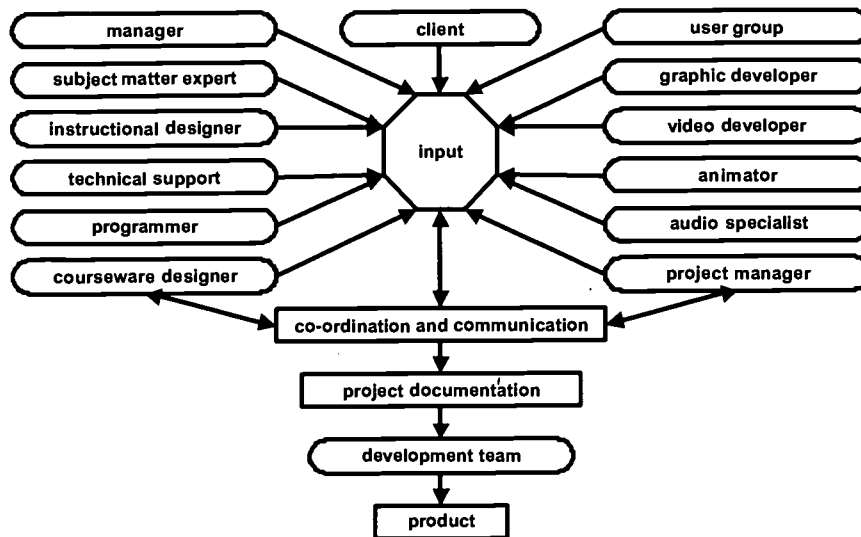 manager
client
user group
subject matter expert
graphic developer
instructional designer
video developer
input
technical support
animator
programmer
audio specialist
courseware designer
project manager
co-ordination and communication
project documentation
development team
product